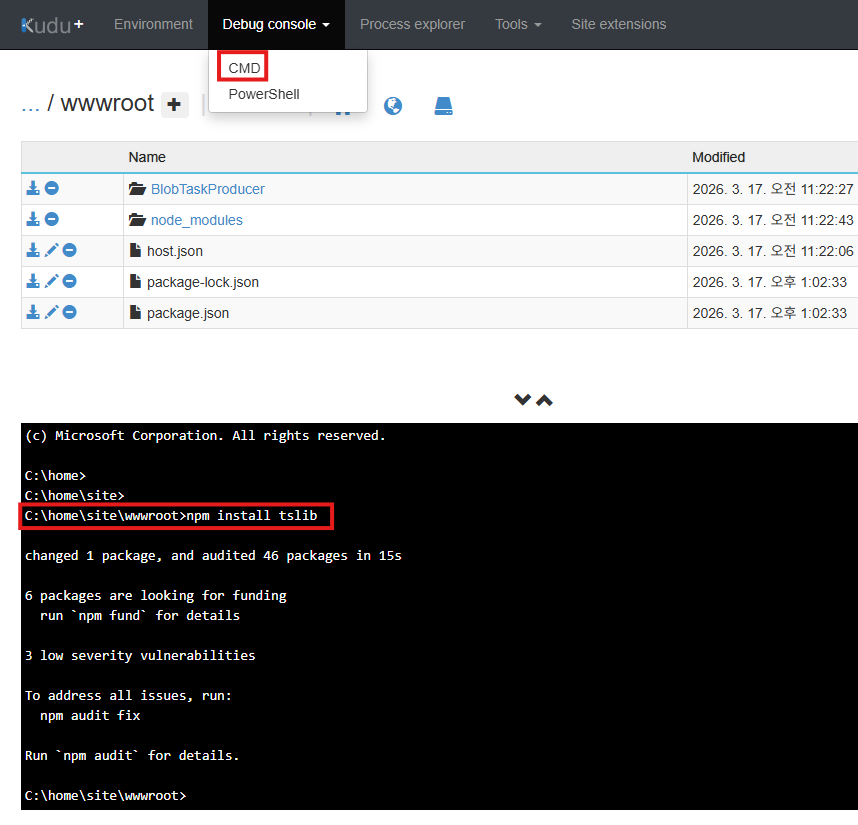 Kudu+ Environment Debug console Process explorer Tools Site extensions
CMD
PowerShell
... / wwwroot
Name Modified
BlobTaskProducer 2026. 3. 17. 오전 11:22:27
node_modules 2026. 3. 17. 오전 11:22:43
host.json 2026. 3. 17. 오전 11:22:06
package-lock.json 2026. 3. 17. 오후 1:02:33
package.json 2026. 3. 17. 오후 1:02:33
(c) Microsoft Corporation. All rights reserved.
C:\home>
C:\home\site>
C:\home\site\wwwroot>npm install tslib
changed 1 package, and audited 46 packages in 15s
6 packages are looking for funding
run `npm fund` for details
3 low severity vulnerabilities
To address all issues, run:
npm audit fix
Run `npm audit` for details.
C:\home\site\wwwroot>